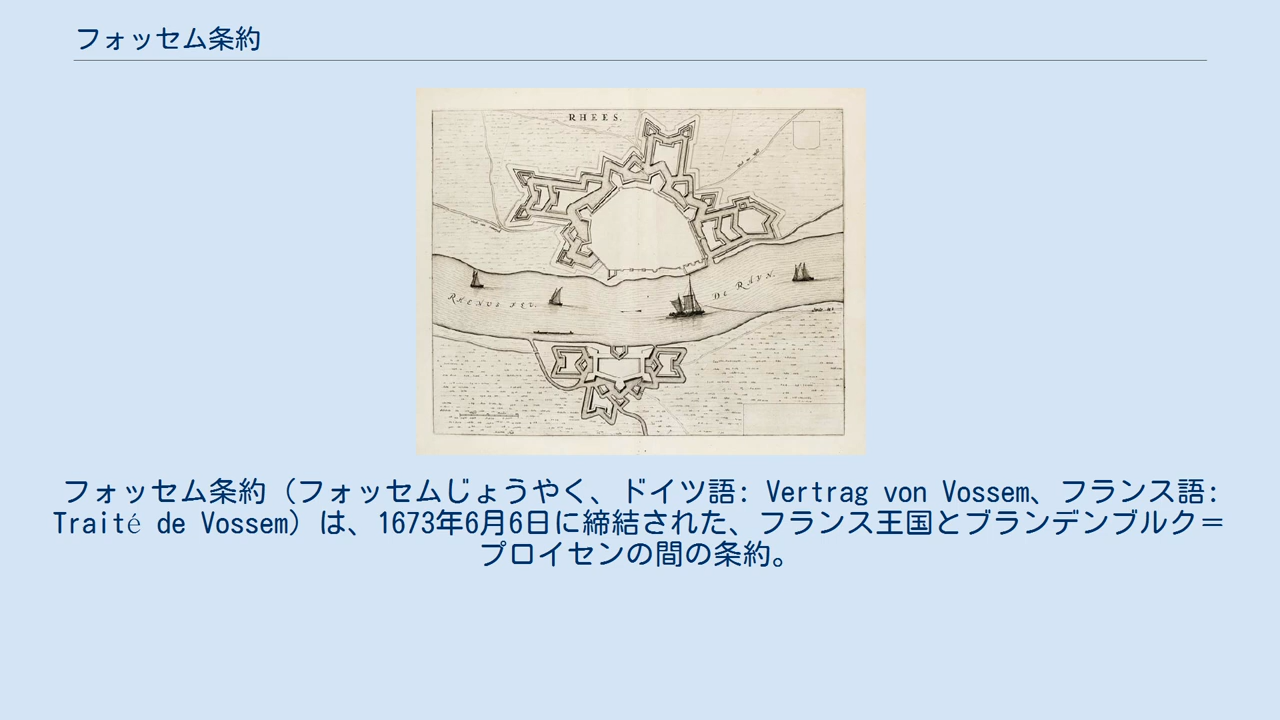 フォッセム条約
RHEES.
RHENUS FLU.
DE RHYN.
フォッセム条約（フォッセムじょうやく、ドイツ語: Vertrag von Vossem、フランス語:
Traité de Vossem）は、1673年6月6日に締結された、フランス王国とブランデンブルク＝
プロイセンの間の条約。